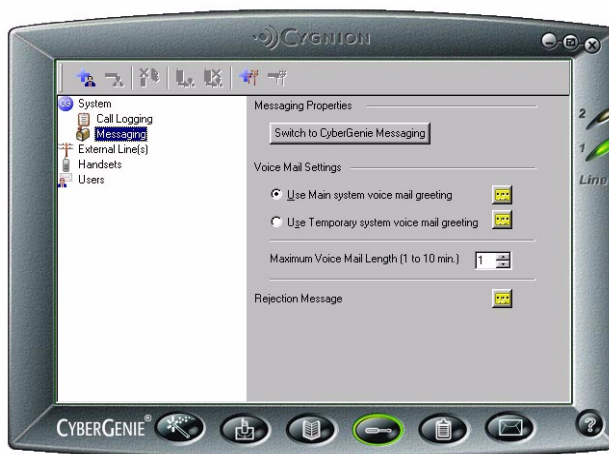 CYGNION
System
Call Logging
Messaging
External Line(s)
Handsets
Users
Messaging Properties
Switch to CyberGenie Messaging
Voice Mail Settings
Use Main system voice mail greeting
Use Temporary system voice mail greeting
Maximum Voice Mail Length (1 to 10 min.) 1
Rejection Message
2
1
Line
CYBERGENIE®
?